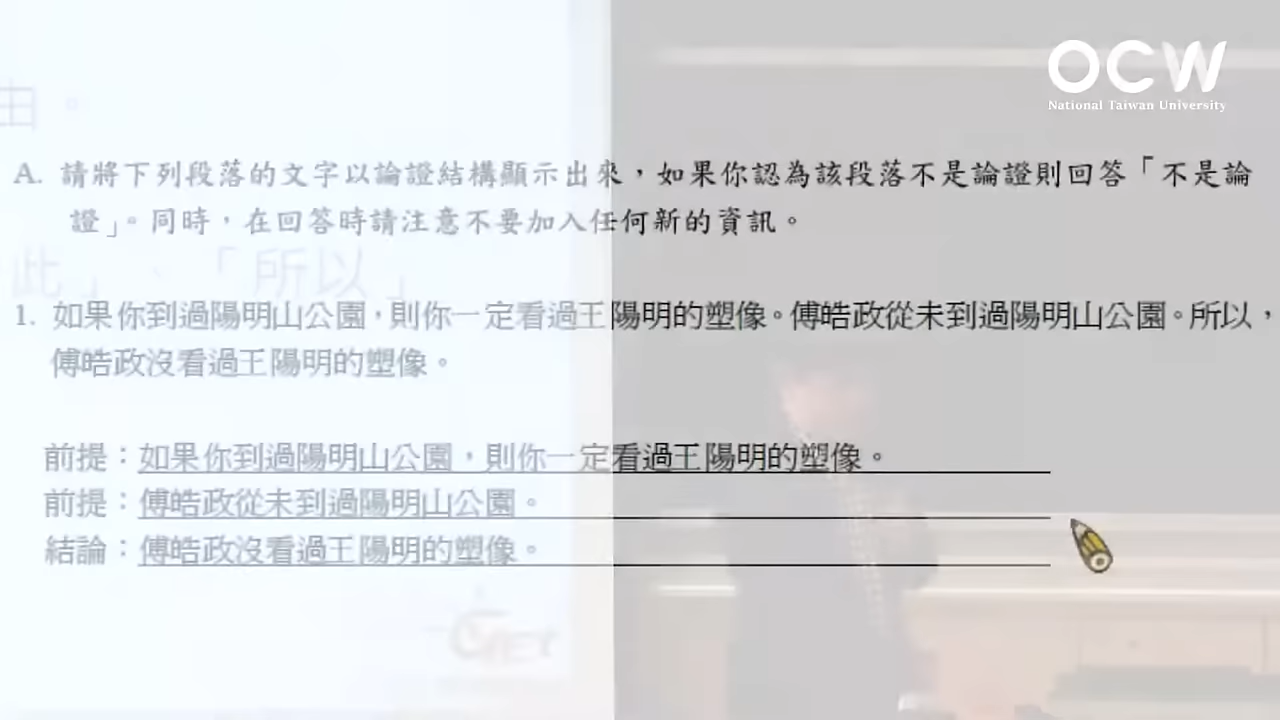 OCW
National Taiwan University
由。
A. 請將下列段落的文字以論證結構顯示出來，如果你認為該段落不是論證則回答「不是論
證」。同時，在回答時請注意不要加入任何新的資訊。
此」、「所以」
1. 如果你到過陽明山公園，則你一定看過王陽明的塑像。傅皓政從未到過陽明山公園。所以，
傅皓政沒看過王陽明的塑像。
前提：如果你到過陽明山公園，則你一定看過王陽明的塑像。
前提：傅皓政從未到過陽明山公園。
結論：傅皓政沒看過王陽明的塑像。